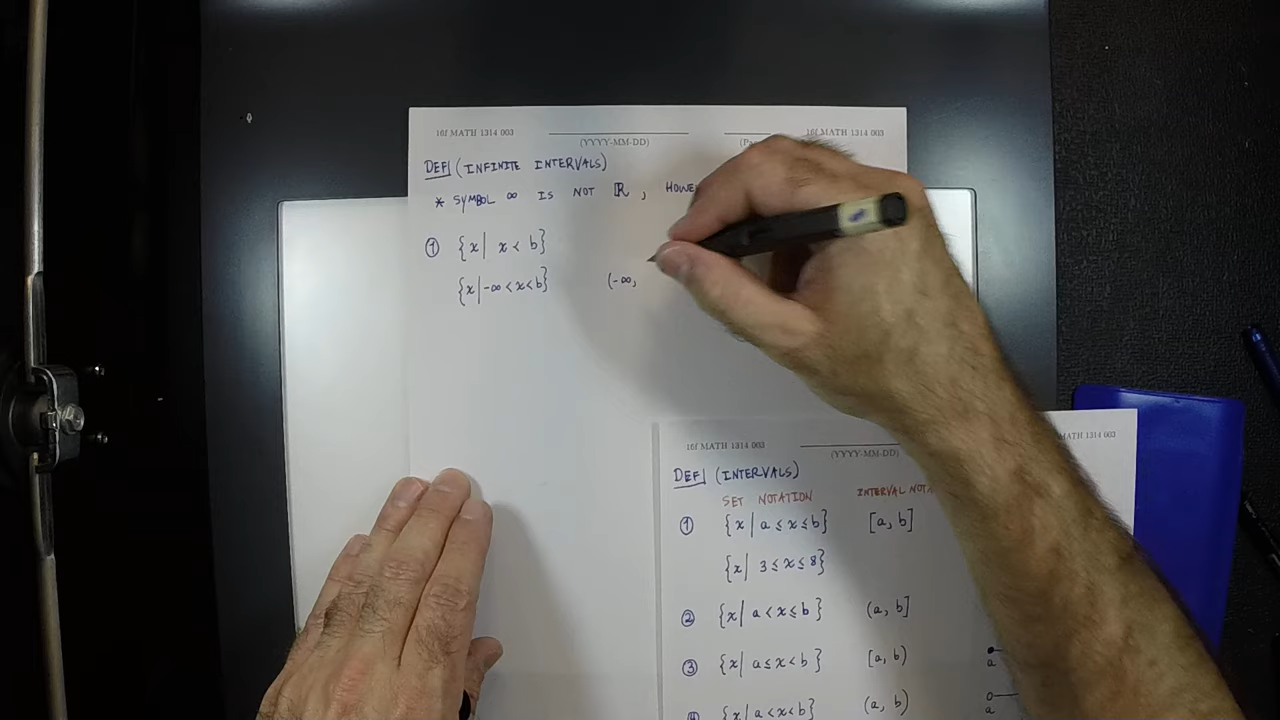 16f MATH 1314 003 16f MATH 1314 003
(YYYY-MM-DD)
DEF (INFINITE INTERVALS)
* SYMBOL ∞ IS NOT ℝ,
① {x| x < b}
{x|-∞ < x < b} (-∞,
16f MATH 1314 003 MATH 1314 003
(YYYY-MM-DD)
DEF (INTERVALS)
SET NOTATION INTERVAL
① {x| a ≤ x ≤ b} [a, b]
{x| 3 ≤ x ≤ 8}
② {x| a < x ≤ b} (a, b]
③ {x| a ≤ x < b} [a, b)
a
④ {x| a < x < b} (a, b)
a